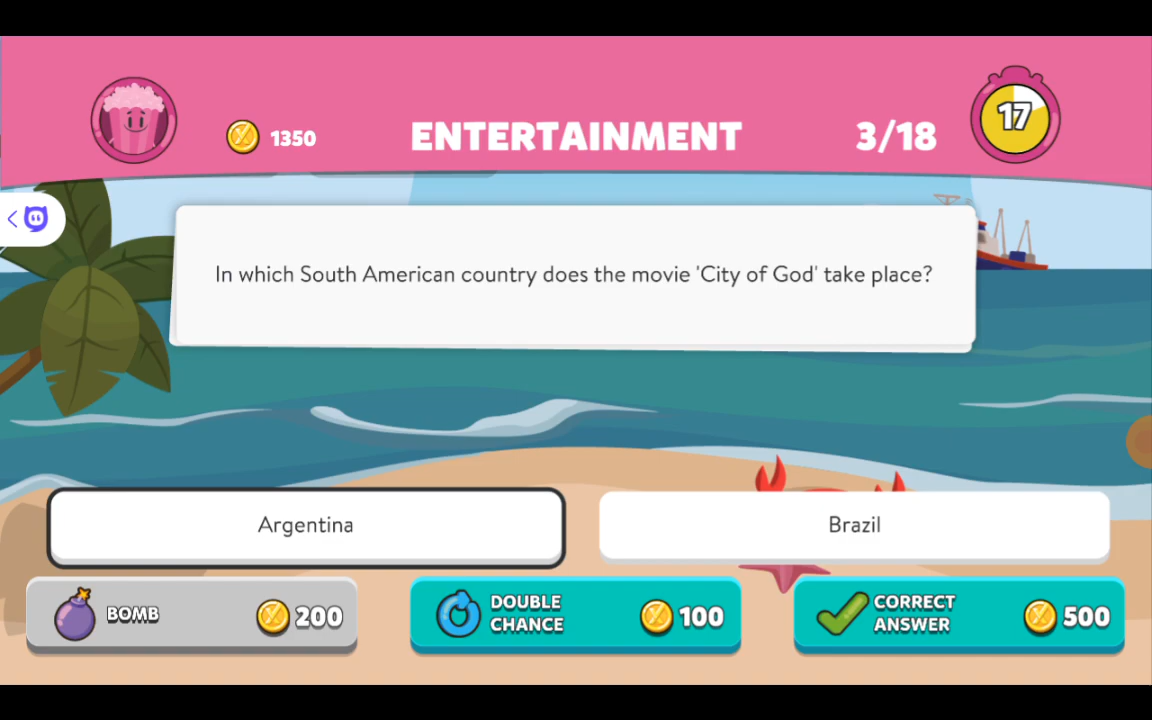 1350
ENTERTAINMENT
3/18
17
In which South American country does the movie 'City of God' take place?
Argentina
Brazil
BOMB
200
DOUBLE
CHANCE
100
CORRECT
ANSWER
500